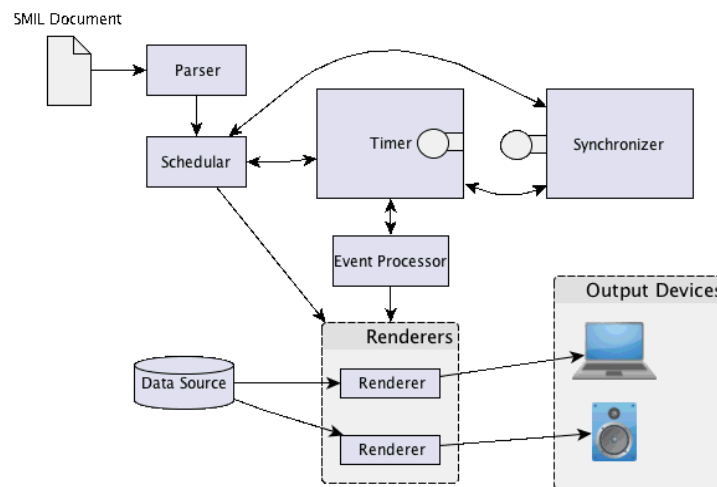 SMIL Document
Parser
Schedular
Timer
Synchronizer
Event Processor
Output Devices
Renderers
Data Source
Renderer
Renderer